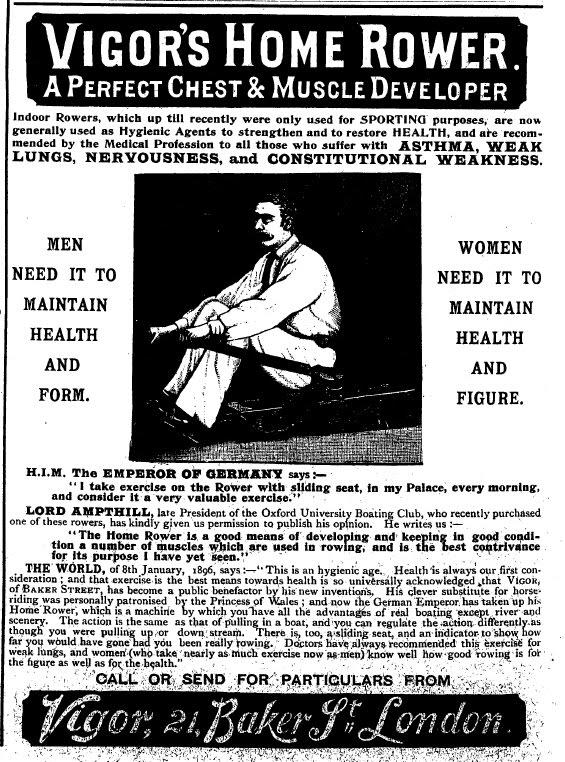 VIGOR'S HOME ROWER.
A PERFECT CHEST & MUSCLE DEVELOPER
Indoor Rowers, which up till recently were only used for SPORTING purposes, are now
generally used as Hygienic Agents to strengthen and to restore HEALTH, and are recom-
mended by the Medical Profession to all those who suffer with ASTHMA, WEAK
LUNGS, NERVOUSNESS, and CONSTITUTIONAL WEAKNESS.
MEN
NEED IT TO
MAINTAIN
HEALTH
AND
FORM.
WOMEN
NEED IT TO
MAINTAIN
HEALTH
AND
FIGURE.
H.I.M. The EMPEROR OF GERMANY says:—
"I take exercise on the Rower with sliding seat, in my Palace, every morning,
and consider it a very valuable exercise."
LORD AMPTHILL, late President of the Oxford University Boating Club, who recently purchased
one of these rowers, has kindly given us permission to publish his opinion. He writes us:—
"The Home Rower is a good means of developing and keeping in good condi-
tion a number of muscles which are used in rowing, and is the best contrivance
for its purpose I have yet seen."
THE WORLD, of 8th January, 1896, says:—"This is an hygienic age. Health is always our first con-
sideration; and that exercise is the best means towards health is so universally acknowledged that VIGOR,
of BAKER STREET, has become a public benefactor by his new inventions. His clever substitute for horse-
riding was personally patronised by the Princess of Wales; and now the German Emperor has taken up his
Home Rower, which is a machine by which you have all the advantages of real boating except river and
scenery. The action is the same as that of pulling in a boat, and you can regulate the action differently as
though you were pulling up or down stream. There is, too, a sliding seat, and an indicator to show how
far you would have gone had you been really rowing. Doctors have always recommended this exercise for
weak lungs, and women (who take nearly as much exercise now as men) know well how good rowing is for
the figure as well as for the health."
CALL OR SEND FOR PARTICULARS FROM
Vigor, 21, Baker St. London.